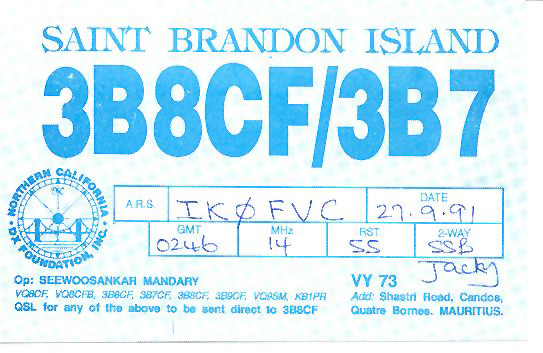 SAINT BRANDON ISLAND
3B8CF/3B7
NORTHERN CALIFORNIA
DX FOUNDATION, INC.
A.R.S. IKØFVC DATE 27.9.91
GMT 0246 MHz 14 RST 55 2-WAY SSB
Jacky
Op: SEEWOOSANKAR MANDARY
VQ8CF, VQ8CFB, 3B6CF, 3B7CF, 3B8CF, 3B9CF, VQ9SM, KB1PR
QSL for any of the above to be sent direct to 3B8CF
VY 73
Add: Shastri Road, Candos,
Quatre Bornes. MAURITIUS.